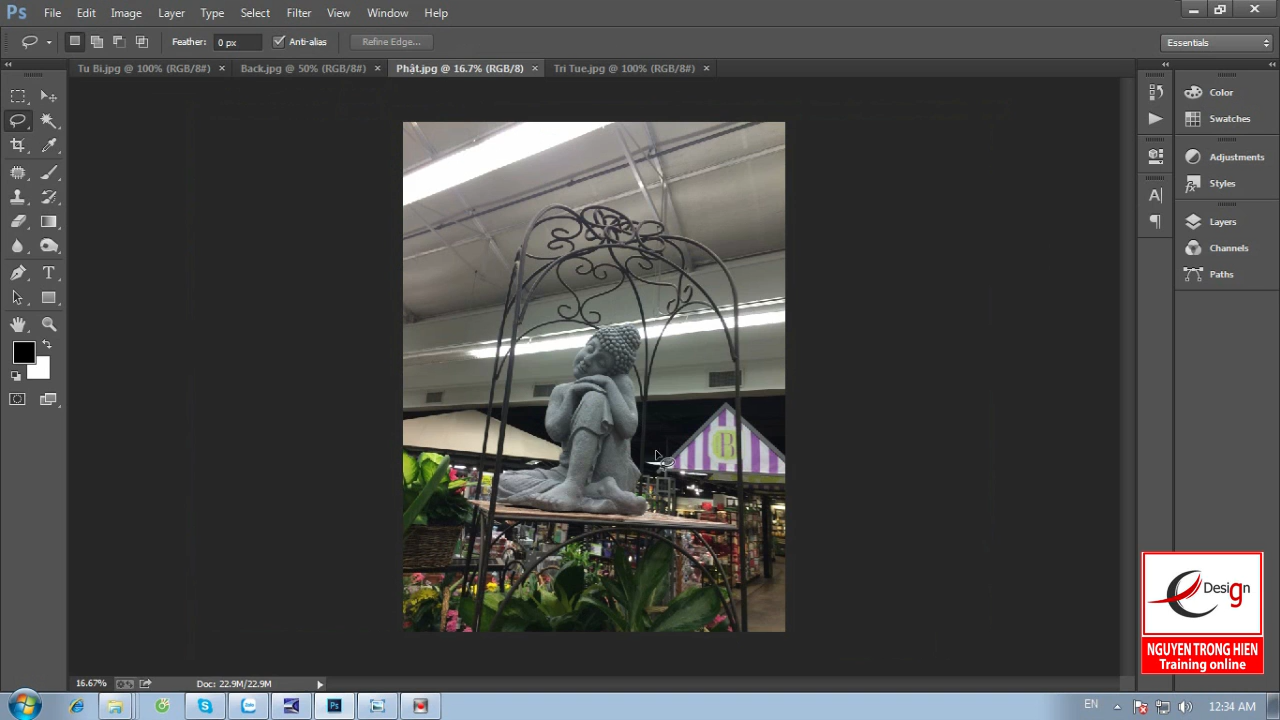 Ps File Edit Image Layer Type Select Filter View Window Help
Feather: 0 px Anti-alias Refine Edge... Essentials
Tu Bi.jpg @ 100% (RGB/8#) × Back.jpg @ 50% (RGB/8#) × Phật.jpg @ 16.7% (RGB/8) × Tri Tue.jpg @ 100% (RGB/8#) ×
Color
Swatches
Adjustments
Styles
Layers
Channels
Paths
B
Design
NGUYEN TRONG HIEN
Training online
16.67% Doc: 22.9M/22.9M
EN 12:34 AM